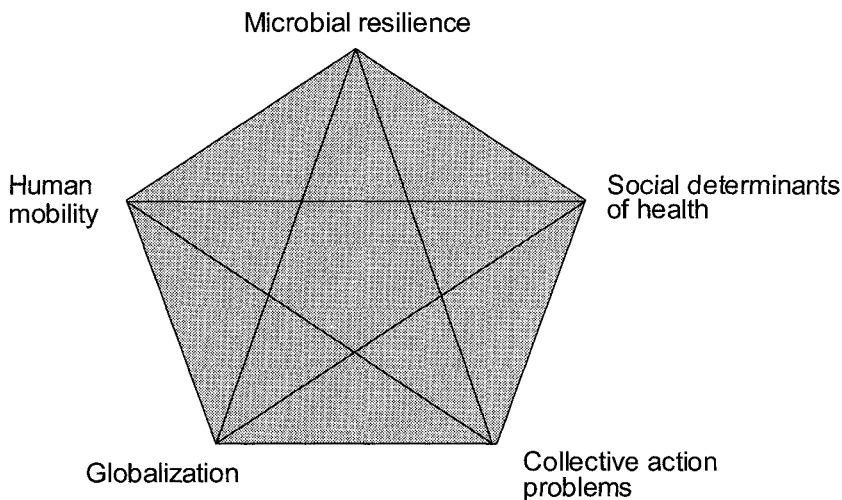 Microbial resilience
Human
mobility
Social determinants
of health
Globalization
Collective action
problems